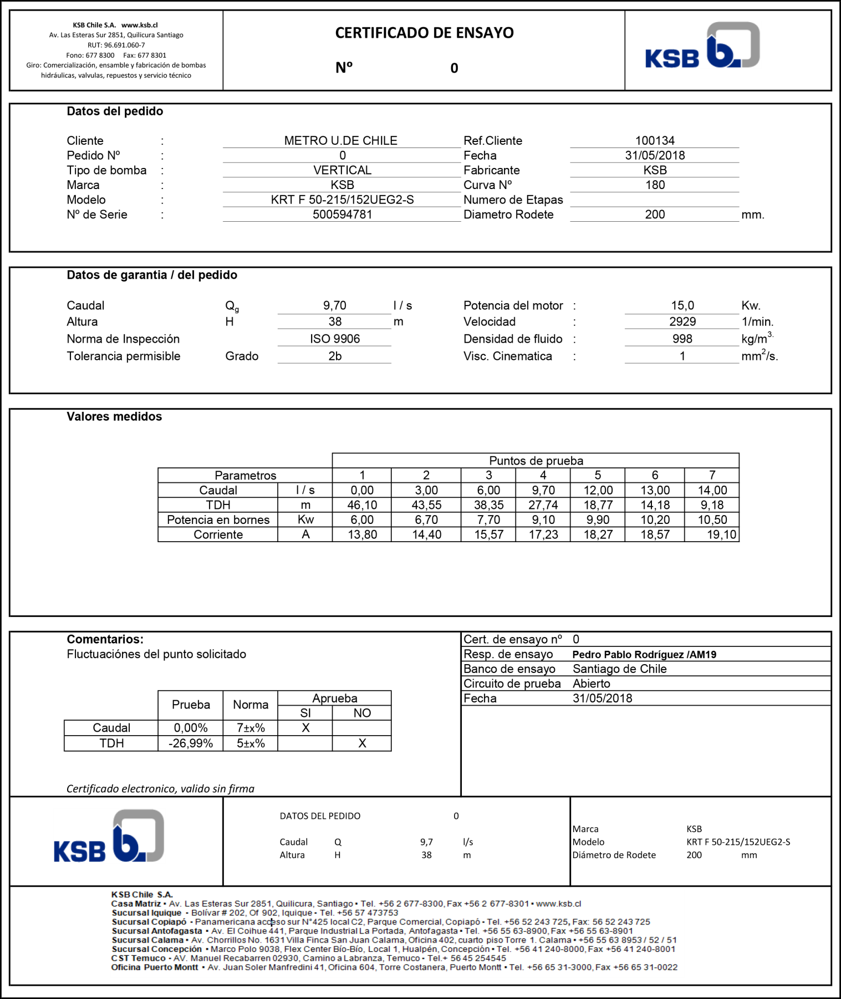 KSB Chile S.A. www.ksb.cl
Av. Las Esteras Sur 2851, Quilicura Santiago
RUT: 96.691.060-7
Fono: 677 8300 Fax: 677 8301
Giro: Comercialización, ensamble y fabricación de bombas
hidráulicas, valvulas, repuestos y servicio técnico
CERTIFICADO DE ENSAYO
Nº 0
KSB b.
Datos del pedido
Cliente : METRO U.DE CHILE Ref.Cliente 100134
Pedido Nº : 0 Fecha 31/05/2018
Tipo de bomba : VERTICAL Fabricante KSB
Marca : KSB Curva Nº 180
Modelo : KRT F 50-215/152UEG2-S Numero de Etapas
Nº de Serie : 500594781 Diametro Rodete 200 mm.
Datos de garantia / del pedido
Caudal Qg 9,70 l / s Potencia del motor : 15,0 Kw.
Altura H 38 m Velocidad : 2929 1/min.
Norma de Inspección ISO 9906 Densidad de fluido : 998 kg/m3.
Tolerancia permisible Grado 2b Visc. Cinematica : 1 mm2/s.
Valores medidos
Puntos de prueba
Parametros 1 2 3 4 5 6 7
Caudal l / s 0,00 3,00 6,00 9,70 12,00 13,00 14,00
TDH m 46,10 43,55 38,35 27,74 18,77 14,18 9,18
Potencia en bornes Kw 6,00 6,70 7,70 9,10 9,90 10,20 10,50
Corriente A 13,80 14,40 15,57 17,23 18,27 18,57 19,10
Comentarios:
Fluctuaciónes del punto solicitado
Prueba Norma Aprueba
SI NO
Caudal 0,00% 7±x% X
TDH -26,99% 5±x% X
Certificado electronico, valido sin firma
Cert. de ensayo nº 0
Resp. de ensayo Pedro Pablo Rodríguez /AM19
Banco de ensayo Santiago de Chile
Circuito de prueba Abierto
Fecha 31/05/2018
KSB b.
DATOS DEL PEDIDO 0
Caudal Q 9,7 l/s
Altura H 38 m
Marca KSB
Modelo KRT F 50-215/152UEG2-S
Diámetro de Rodete 200 mm
KSB Chile S.A.
Casa Matriz • Av. Las Esteras Sur 2851, Quilicura, Santiago • Tel. +56 2 677-8300, Fax +56 2 677-8301 • www.ksb.cl
Sucursal Iquique - Bolívar # 202, Of 902, Iquique - Tel. +56 57 473753
Sucursal Copiapó - Panamericana acceso sur N°425 local C2, Parque Comercial, Copiapó - Tel. +56 52 243 725, Fax: 56 52 243 725
Sucursal Antofagasta • Av. El Coihue 441, Parque Industrial La Portada, Antofagasta • Tel. +56 55 63-8900, Fax +56 55 63-8901
Sucursal Calama • Av. Chorrillos No. 1631 Villa Finca San Juan Calama, Oficina 402, cuarto piso Torre 1. Calama • +56 55 63 8953 / 52 / 51
Sucursal Concepción • Marco Polo 9038, Flex Center Bío-Bío, Local 1, Hualpén, Concepción • Tel. +56 41 240-8000, Fax +56 41 240-8001
CST Temuco - AV. Manuel Recabarren 02930, Camino a Labranza, Temuco - Tel.+ 56 45 254545
Oficina Puerto Montt • Av. Juan Soler Manfredini 41, Oficina 604, Torre Costanera, Puerto Montt • Tel. +56 65 31-3000, Fax +56 65 31-0022